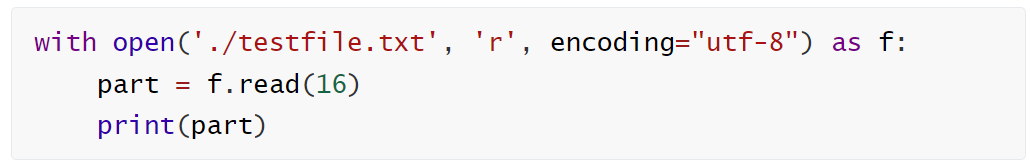 with open('./testfile.txt', 'r', encoding="utf-8") as f:
    part = f.read(16)
    print(part)